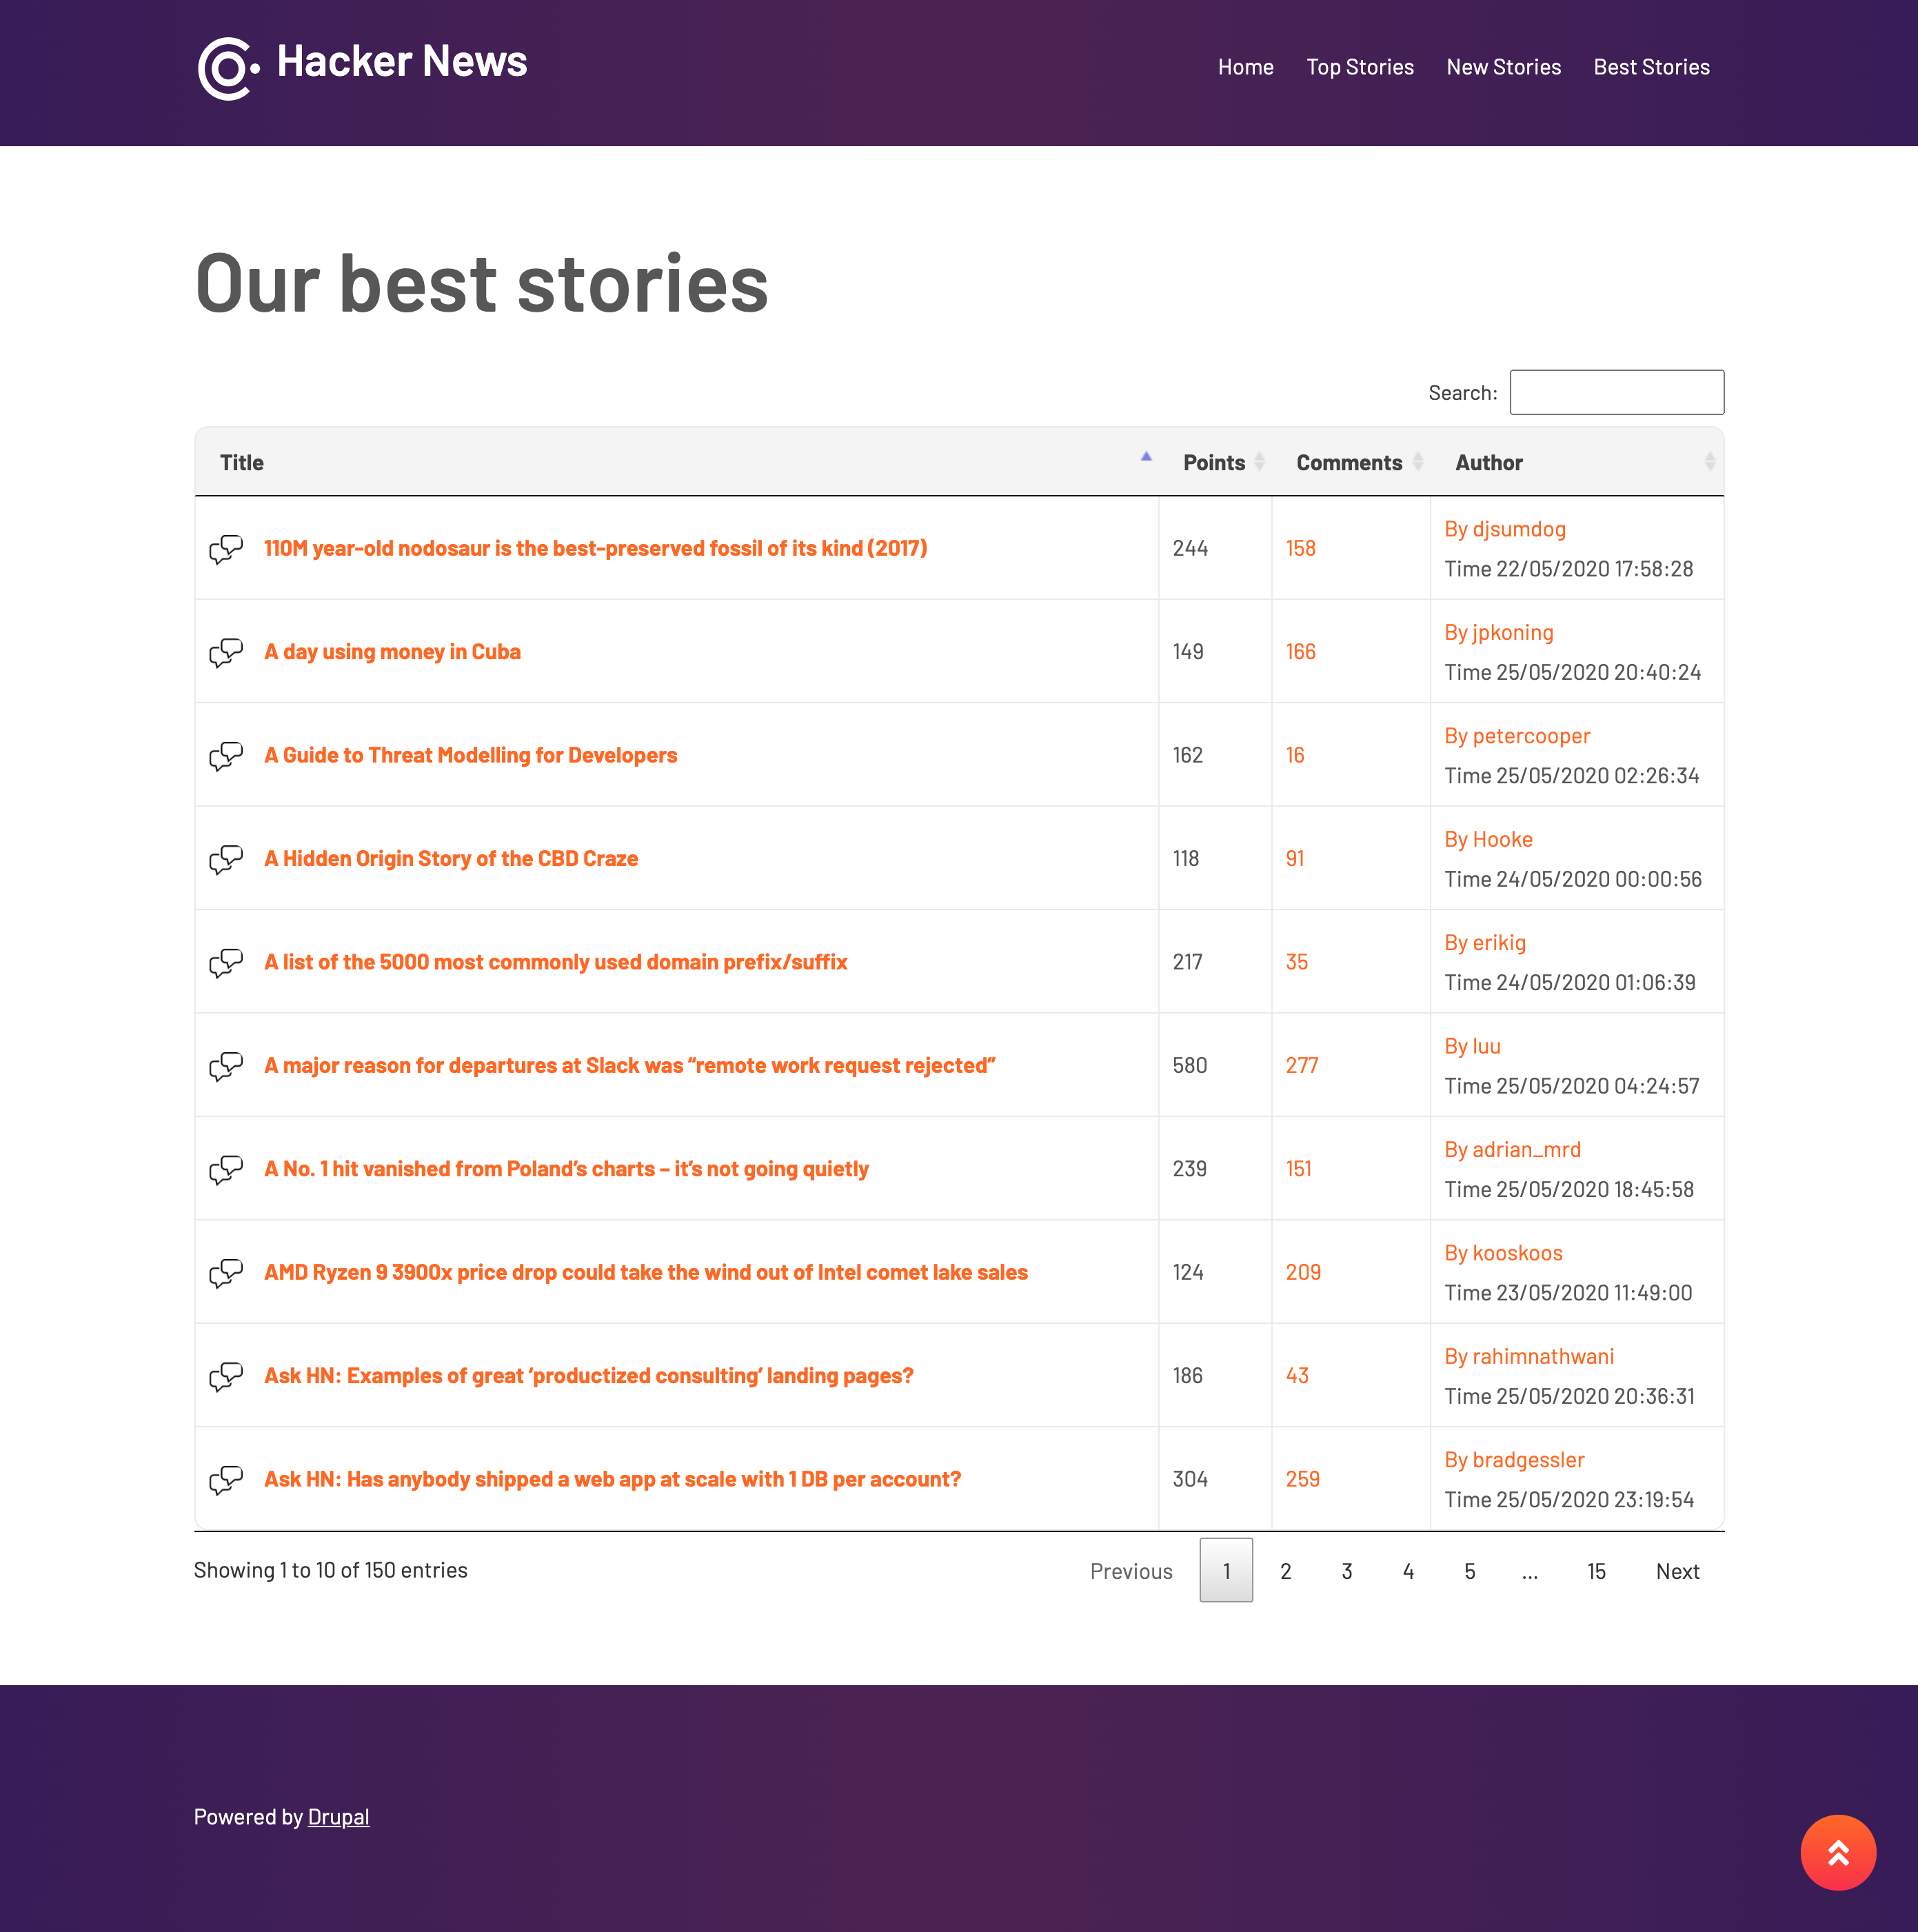 Hacker News
Home Top Stories New Stories Best Stories
Our best stories
Search:
Title Points Comments Author
110M year-old nodosaur is the best-preserved fossil of its kind (2017) 244 158 By djsumdog
Time 22/05/2020 17:58:28
A day using money in Cuba 149 166 By jpkoning
Time 25/05/2020 20:40:24
A Guide to Threat Modelling for Developers 162 16 By petercooper
Time 25/05/2020 02:26:34
A Hidden Origin Story of the CBD Craze 118 91 By Hooke
Time 24/05/2020 00:00:56
A list of the 5000 most commonly used domain prefix/suffix 217 35 By erikig
Time 24/05/2020 01:06:39
A major reason for departures at Slack was “remote work request rejected” 580 277 By luu
Time 25/05/2020 04:24:57
A No. 1 hit vanished from Poland’s charts – it’s not going quietly 239 151 By adrian_mrd
Time 25/05/2020 18:45:58
AMD Ryzen 9 3900x price drop could take the wind out of Intel comet lake sales 124 209 By kooskoos
Time 23/05/2020 11:49:00
Ask HN: Examples of great ‘productized consulting’ landing pages? 186 43 By rahimnathwani
Time 25/05/2020 20:36:31
Ask HN: Has anybody shipped a web app at scale with 1 DB per account? 304 259 By bradgessler
Time 25/05/2020 23:19:54
Showing 1 to 10 of 150 entries Previous 1 2 3 4 5 … 15 Next
Powered by Drupal